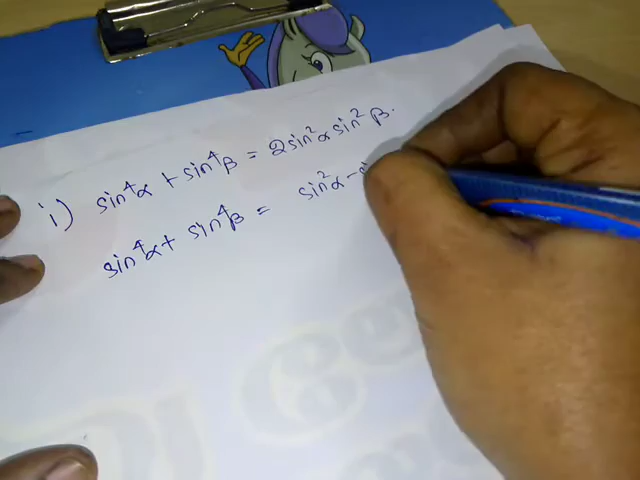 i) sin⁴α + sin⁴β = 2sin²α sin²β.
sin⁴α + sin⁴β = sin²α -